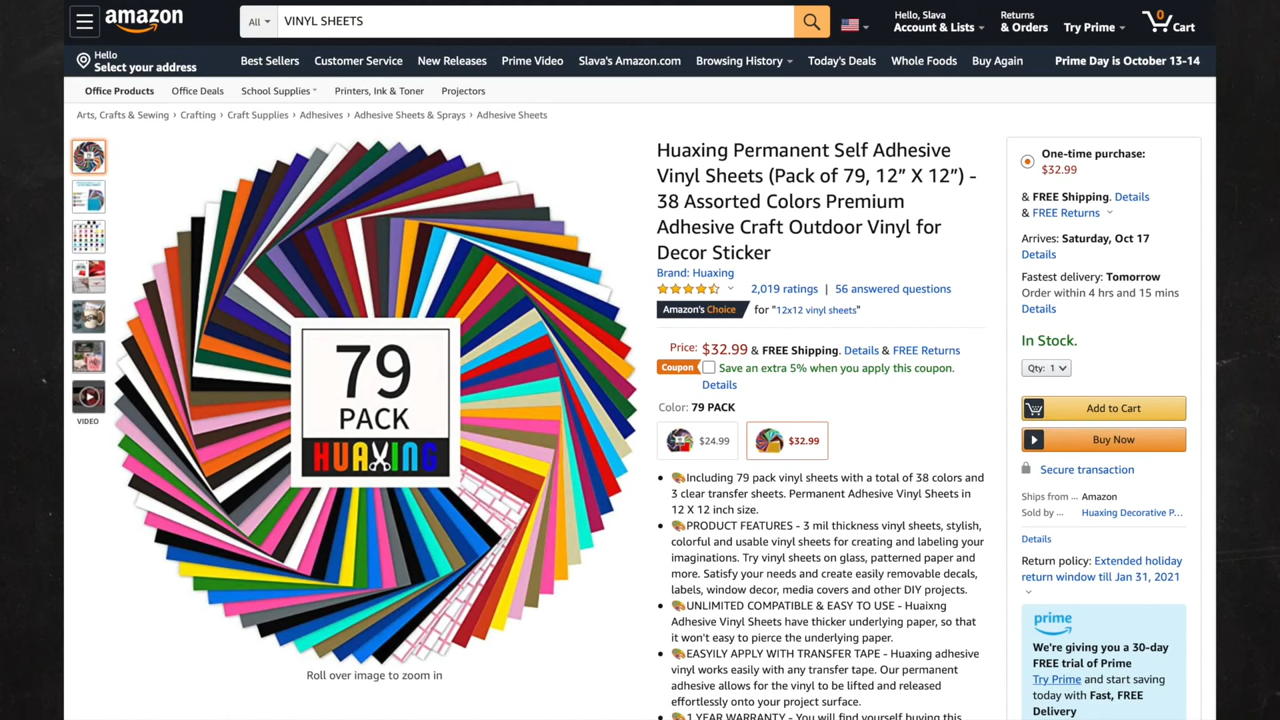 amazon
All
VINYL SHEETS
Hello, Slava
Account & Lists
Returns
& Orders
Try Prime
0
Cart
Hello
Select your address
Best Sellers
Customer Service
New Releases
Prime Video
Slava's Amazon.com
Browsing History
Today's Deals
Whole Foods
Buy Again
Prime Day is October 13-14
Office Products
Office Deals
School Supplies
Printers, Ink & Toner
Projectors
Arts, Crafts & Sewing › Crafting › Craft Supplies › Adhesives › Adhesive Sheets & Sprays › Adhesive Sheets
VIDEO
79
PACK
HUAXING
Roll over image to zoom in
Huaxing Permanent Self Adhesive
Vinyl Sheets (Pack of 79, 12” X 12”) -
38 Assorted Colors Premium
Adhesive Craft Outdoor Vinyl for
Decor Sticker
Brand: Huaxing
2,019 ratings | 56 answered questions
Amazon's Choice for "12x12 vinyl sheets"
Price: $32.99 & FREE Shipping. Details & FREE Returns
Coupon Save an extra 5% when you apply this coupon.
Details
Color: 79 PACK
$24.99
$32.99
Including 79 pack vinyl sheets with a total of 38 colors and
3 clear transfer sheets. Permanent Adhesive Vinyl Sheets in
12 X 12 inch size.
PRODUCT FEATURES - 3 mil thickness vinyl sheets, stylish,
colorful and usable vinyl sheets for creating and labeling your
imaginations. Try vinyl sheets on glass, patterned paper and
more. Satisfy your needs and create easily removable decals,
labels, window decor, media covers and other DIY projects.
UNLIMITED COMPATIBLE & EASY TO USE - Huaixng
Adhesive Vinyl Sheets have thicker underlying paper, so that
it won't easy to pierce the underlying paper.
EASYILY APPLY WITH TRANSFER TAPE - Huaxing adhesive
vinyl works easily with any transfer tape. Our permanent
adhesive allows for the vinyl to be lifted and released
effortlessly onto your project surface.
1 YEAR WARRANTY - You will find yourself buying this
One-time purchase:
$32.99
& FREE Shipping. Details
& FREE Returns
Arrives: Saturday, Oct 17
Details
Fastest delivery: Tomorrow
Order within 4 hrs and 15 mins
Details
In Stock.
Qty: 1
Add to Cart
Buy Now
Secure transaction
Ships from ... Amazon
Sold by ... Huaxing Decorative P...
Details
Return policy: Extended holiday
return window till Jan 31, 2021
prime
We're giving you a 30-day
FREE trial of Prime
Try Prime and start saving
today with Fast, FREE
Delivery